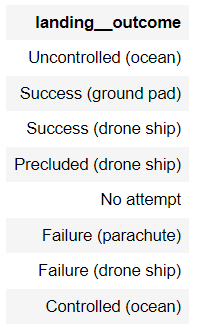 landing__outcome
Uncontrolled (ocean)
Success (ground pad)
Success (drone ship)
Precluded (drone ship)
No attempt
Failure (parachute)
Failure (drone ship)
Controlled (ocean)